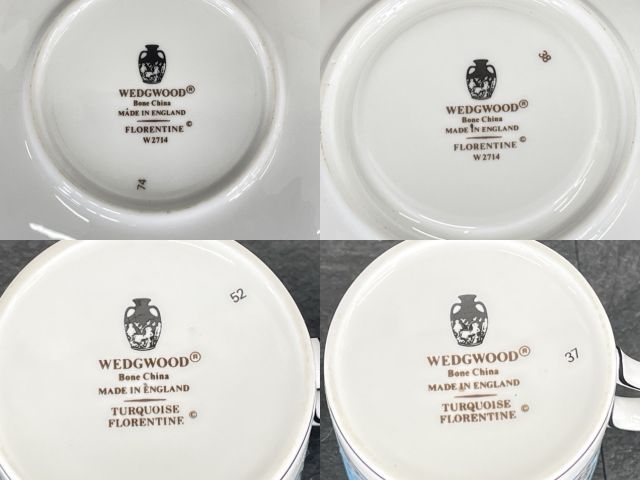 WEDGWOOD®
Bone China
MADE IN ENGLAND
FLORENTINE ©
W2714
74
38
WEDGWOOD®
Bone China
MADE IN ENGLAND
FLORENTINE ©
W2714
52
WEDGWOOD®
Bone China
MADE IN ENGLAND
TURQUOISE
FLORENTINE ©
37
WEDGWOOD®
Bone China
MADE IN ENGLAND
TURQUOISE
FLORENTINE ©